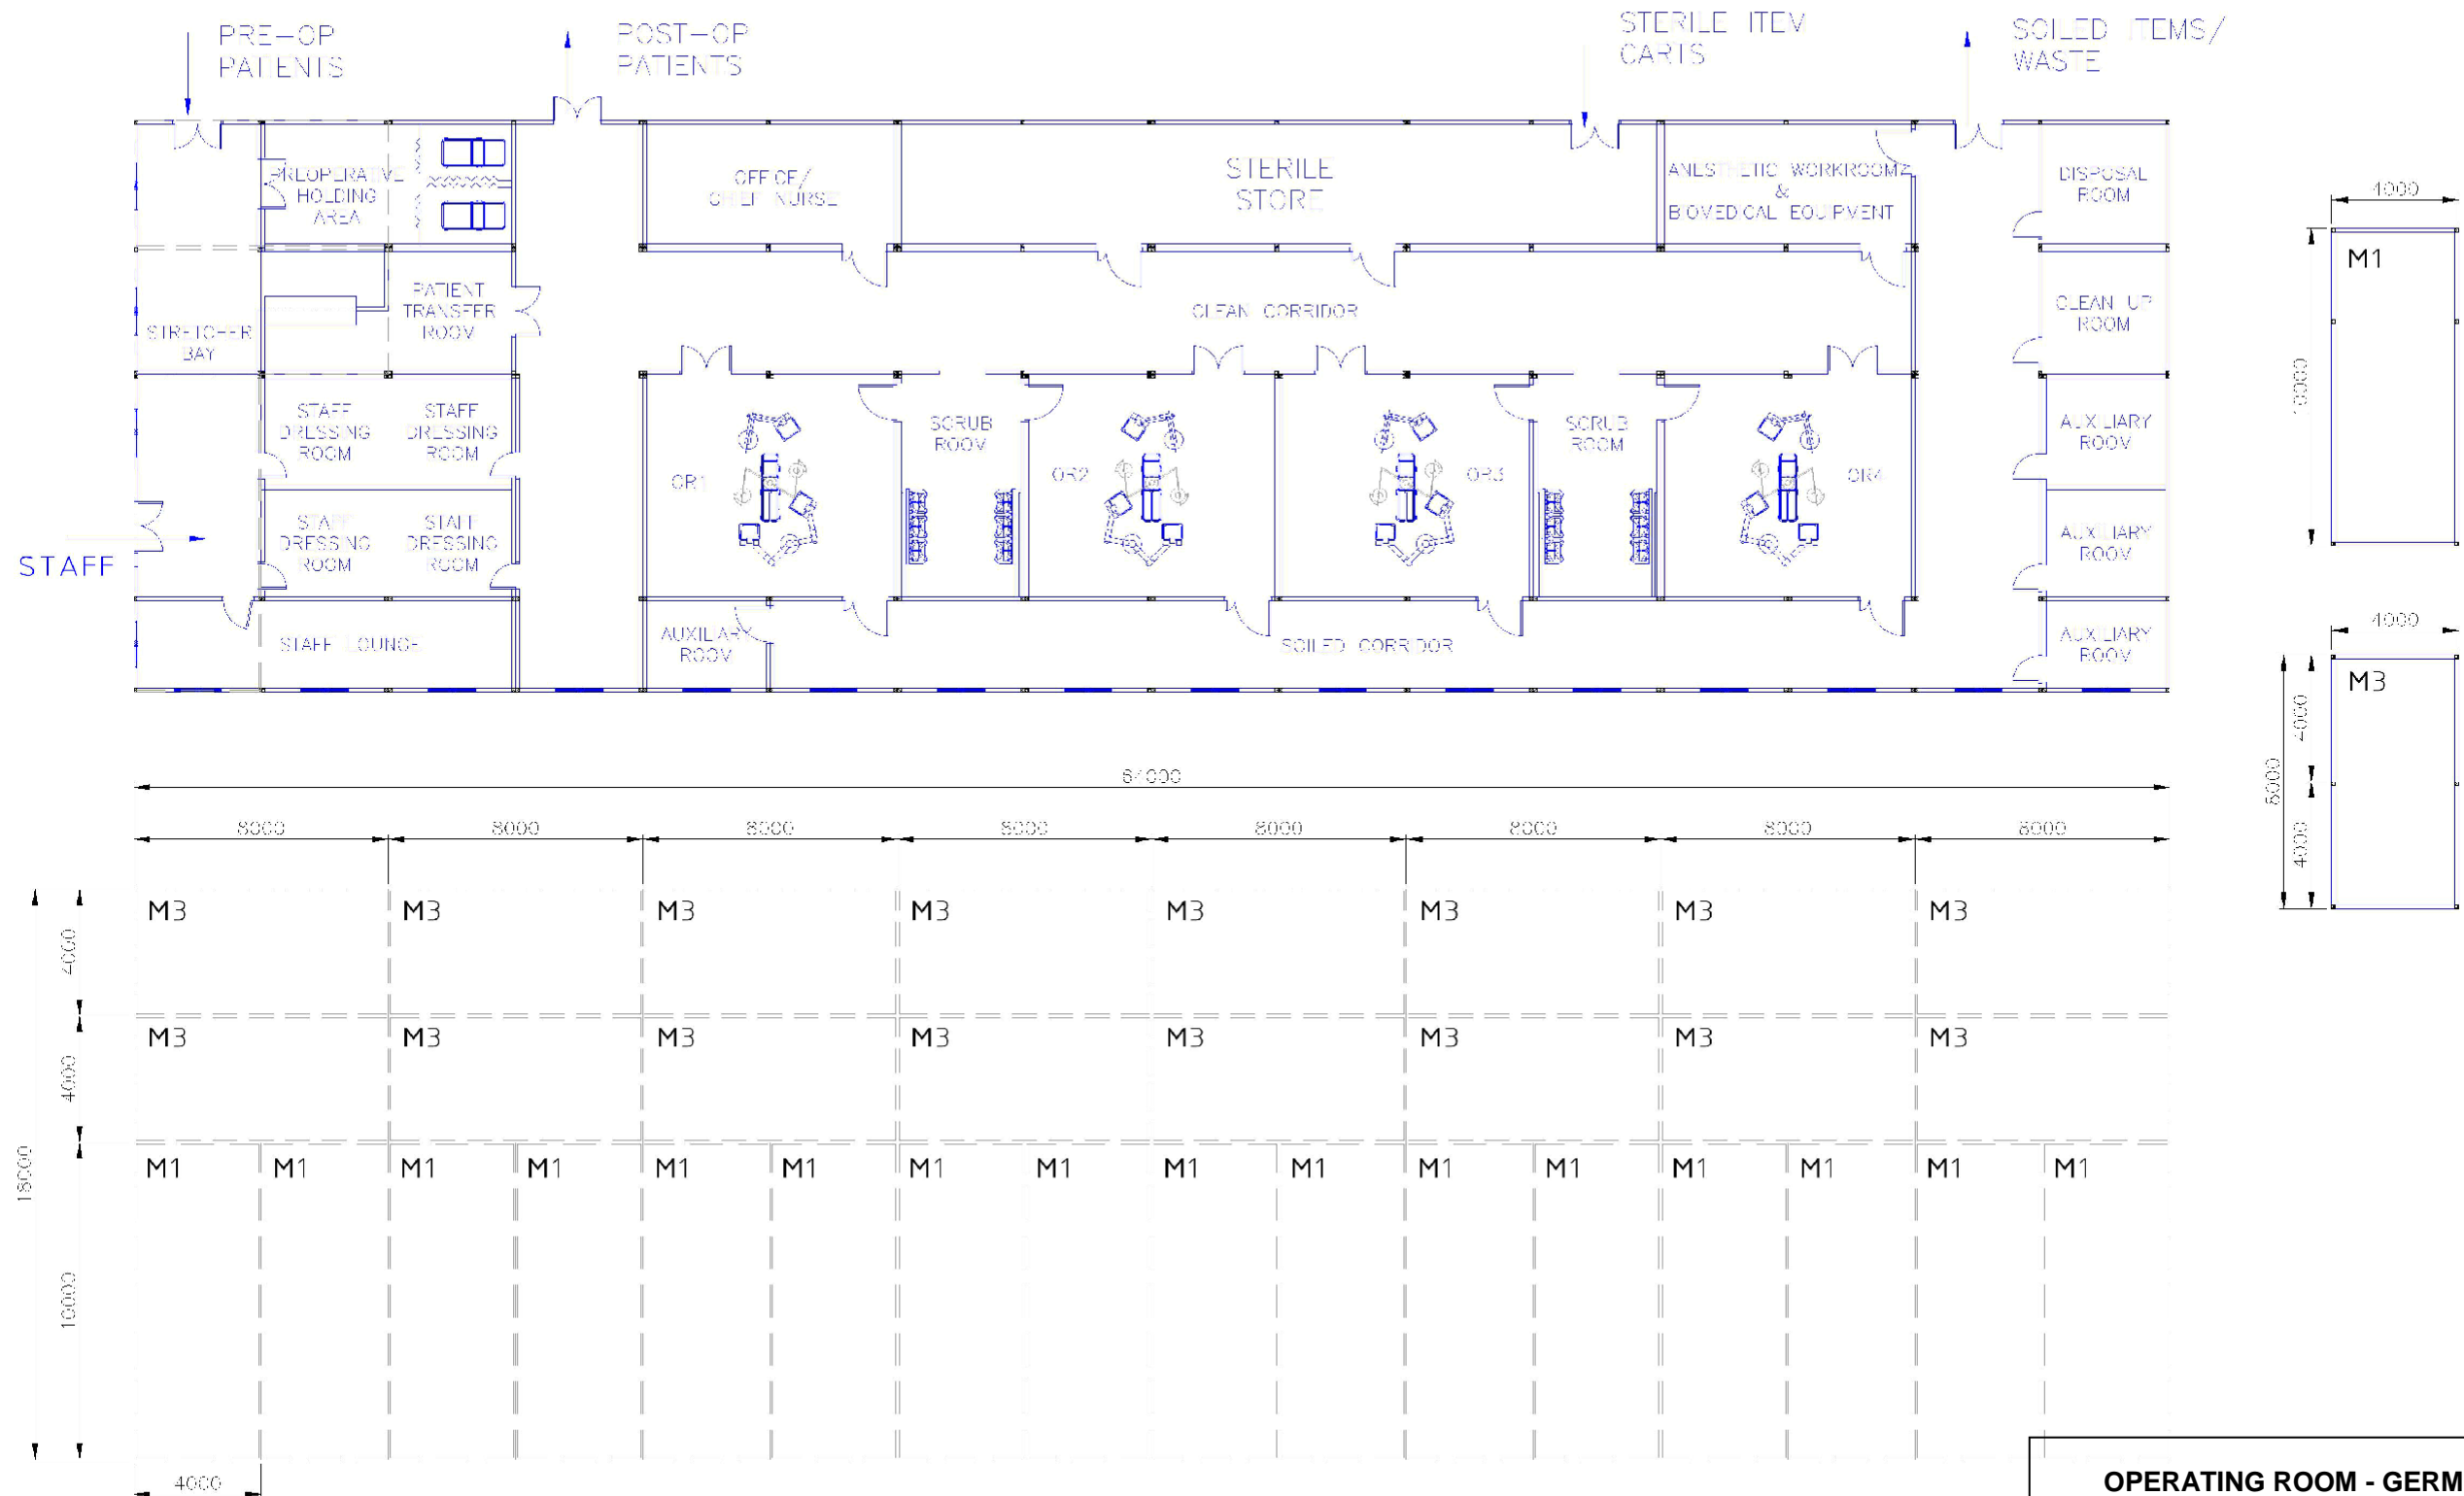 PRE-OP
PATIENTS
POST-OP
PATIENTS
STERILE ITEM
CARTS
SOILED ITEMS/
WASTE
PREOPERATIVE
HOLDING
AREA
OFFICE/
CHIEF NURSE
STERILE
STORE
ANESTHETIC WORKROOM
&
BIOMEDICAL EQUIPMENT
DISPOSAL
ROOM
STRETCHER
BAY
PATIENT
TRANSFER
ROOM
CLEAN CORRIDOR
CLEAN UP
ROOM
STAFF
DRESSING
ROOM
STAFF
DRESSING
ROOM
SCRUB
ROOM
SCRUB
ROOM
AUXILIARY
ROOM
OR1
OR2
OR3
OR4
STAFF
DRESSING
ROOM
STAFF
DRESSING
ROOM
AUXILIARY
ROOM
STAFF
STAFF LOUNGE
AUXILIARY
ROOM
SOILED CORRIDOR
AUXILIARY
ROOM
4000
M1
10000
4000
M3
8000
4000
4000
64000
8000 8000 8000 8000 8000 8000 8000 8000
M3 M3 M3 M3 M3 M3 M3 M3
4000
M3 M3 M3 M3 M3 M3 M3 M3
4000
M1 M1 M1 M1 M1 M1 M1 M1 M1 M1 M1 M1 M1 M1 M1 M1
18000
10000
4000
OPERATING ROOM - GERM